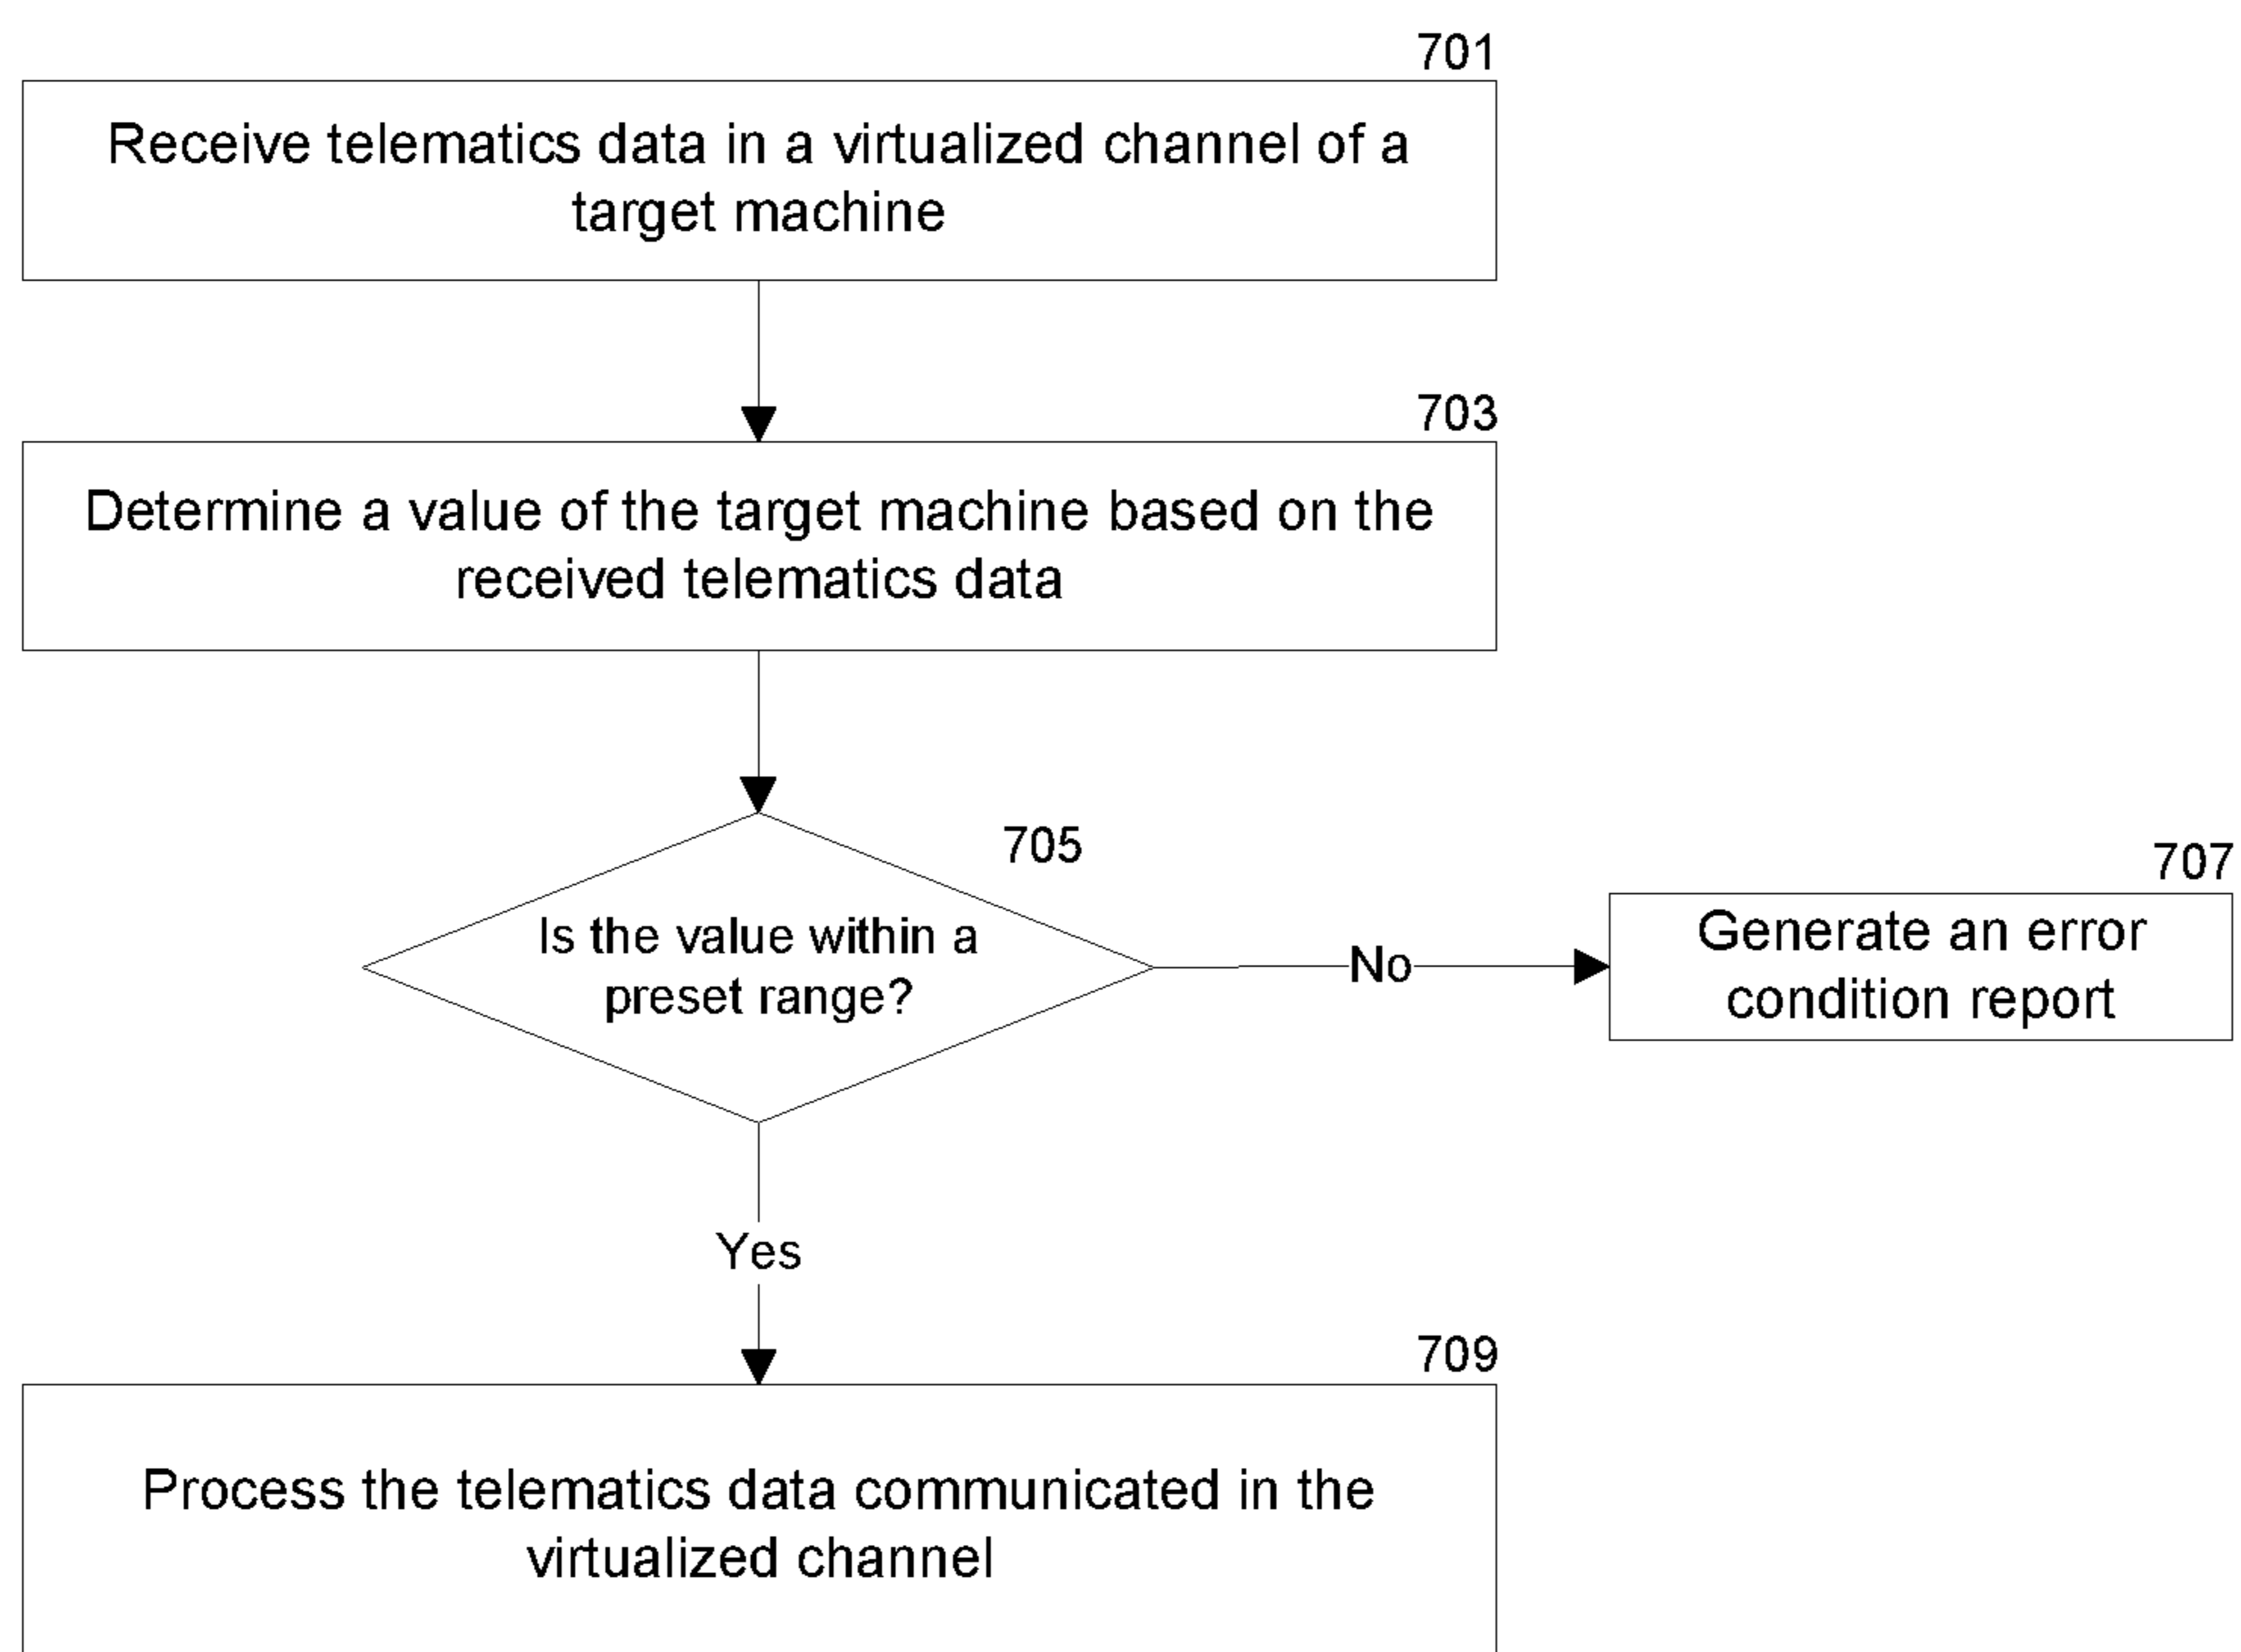 701
Receive telematics data in a virtualized channel of a
target machine
703
Determine a value of the target machine based on the
received telematics data
705
Is the value within a
preset range?
No
707
Generate an error
condition report
Yes
709
Process the telematics data communicated in the
virtualized channel